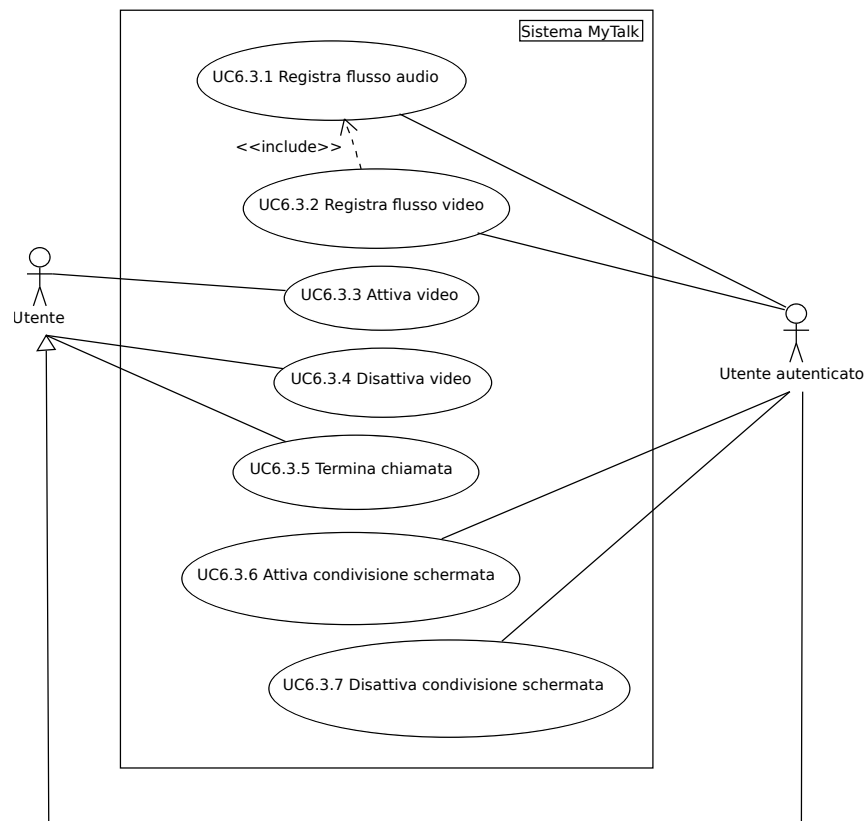 Sistema MyTalk
UC6.3.1 Registra flusso audio
<<include>>
UC6.3.2 Registra flusso video
UC6.3.3 Attiva video
Utente
UC6.3.4 Disattiva video
Utente autenticato
UC6.3.5 Termina chiamata
UC6.3.6 Attiva condivisione schermata
UC6.3.7 Disattiva condivisione schermata